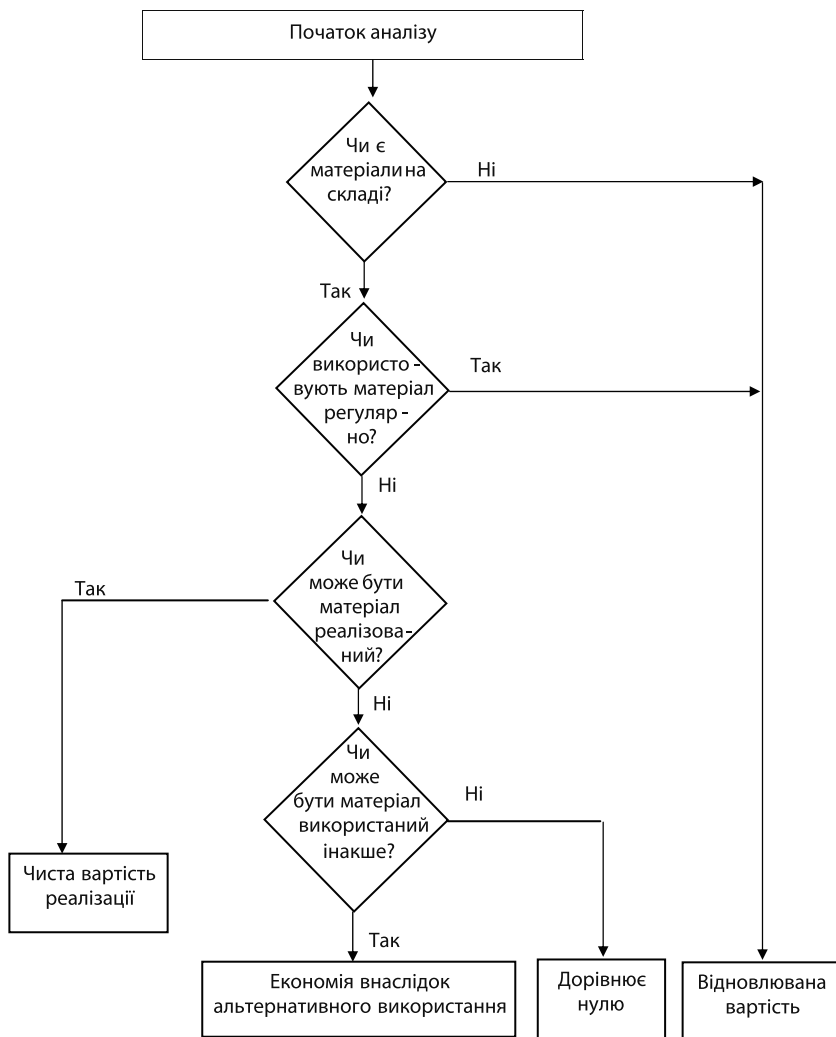 Початок аналізу
Чи є
матеріали на
складі?
Ні
Так
Чи
використо -
вують матеріал
регуляр -
но?
Так
Ні
Чи
може бути
матеріал
реалізова-
ний?
Так
Ні
Чи
може
бути матеріал
використаний
інакше?
Ні
Так
Чиста вартість
реалізації
Економія внаслідок
альтернативного використання
Дорівнює
нулю
Відновлювана
вартість